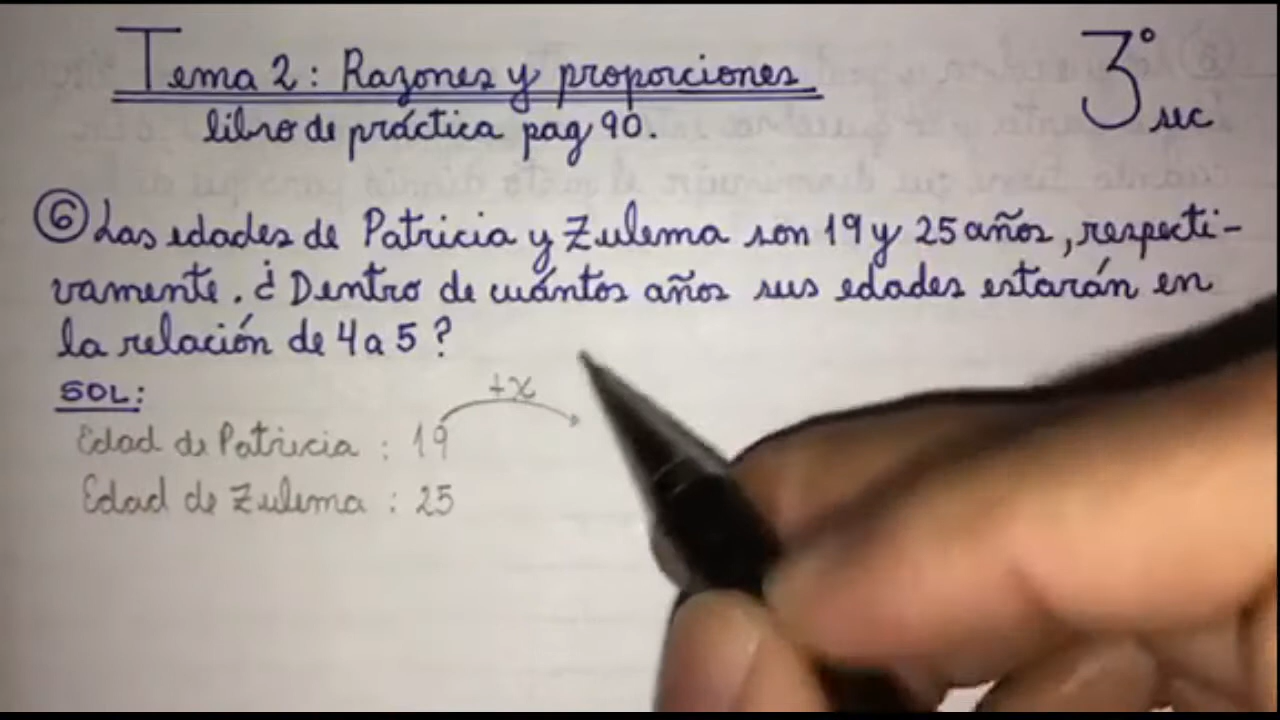 Tema 2: Razones y proporciones
libro de práctica pag 90.
3° sec
⑥ Las edades de Patricia y Zulema son 19 y 25 años, respecti-
vamente. ¿Dentro de cuántos años sus edades estarán en
la relación de 4 a 5?
SOL:
+x
Edad de Patricia : 19
Edad de Zulema : 25